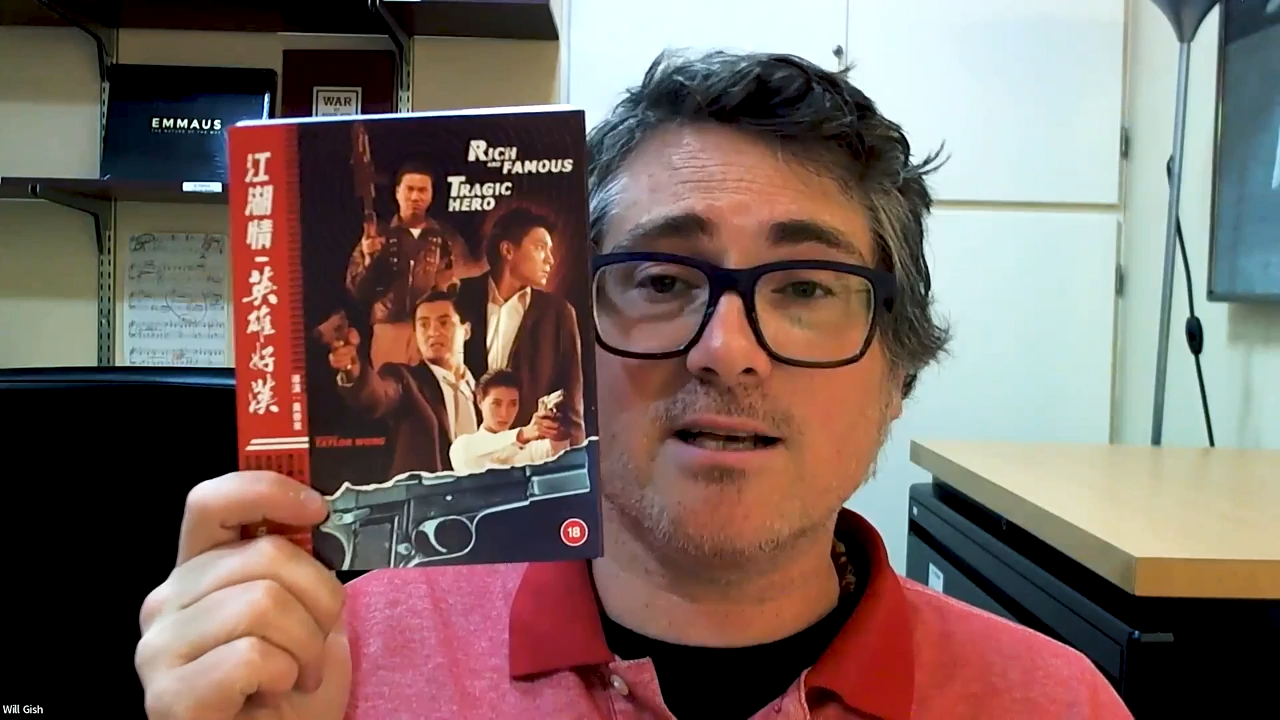 EMMAUS
WAR
江湖情-英雄好漢
RICH
AND FAMOUS
TRAGIC
HERO
TAYLOR WONG
18
Will Gish